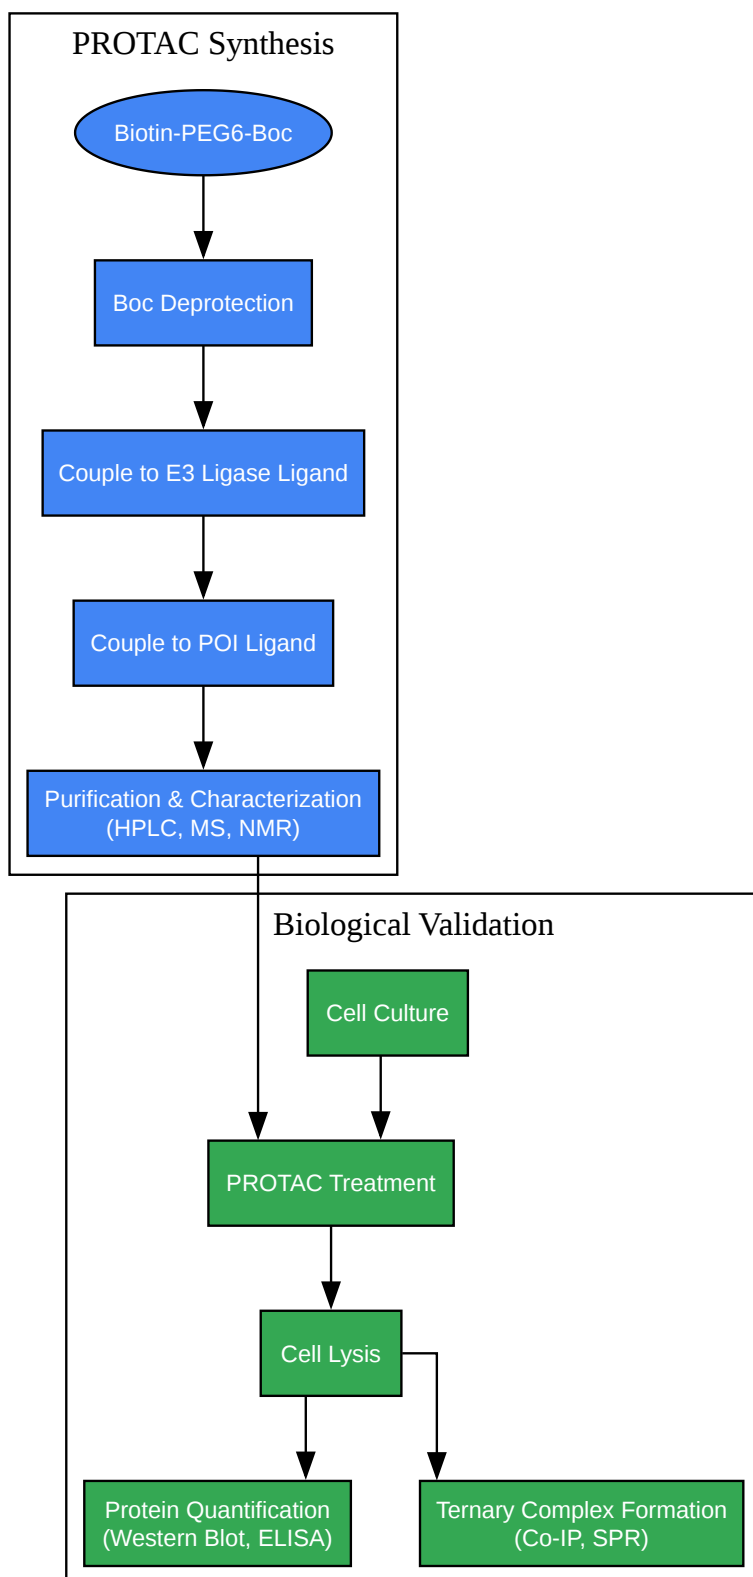 PROTAC Synthesis
Biotin-PEG6-Boc
Boc Deprotection
Couple to E3 Ligase Ligand
Couple to POI Ligand
Purification & Characterization
(HPLC, MS, NMR)
Biological Validation
Cell Culture
PROTAC Treatment
Cell Lysis
Protein Quantification
(Western Blot, ELISA)
Ternary Complex Formation
(Co-IP, SPR)